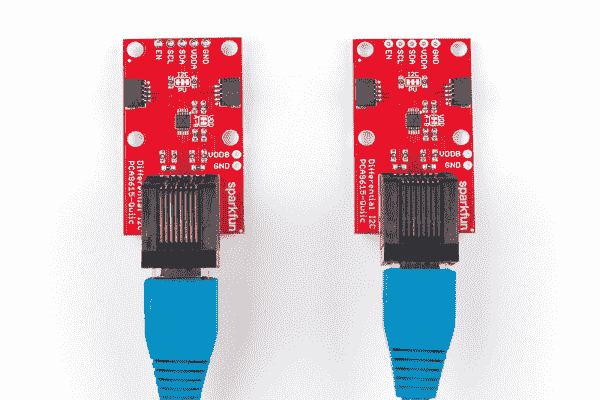 EN
SCL
SDA
VDDA
GND
I2C
PU
VDDB
GND
Differential I2C
PCA9615-Qwiic
sparkfun
EN
SCL
SDA
VDDA
GND
I2C
PU
VDDB
GND
Differential I2C
PCA9615-Qwiic
sparkfun